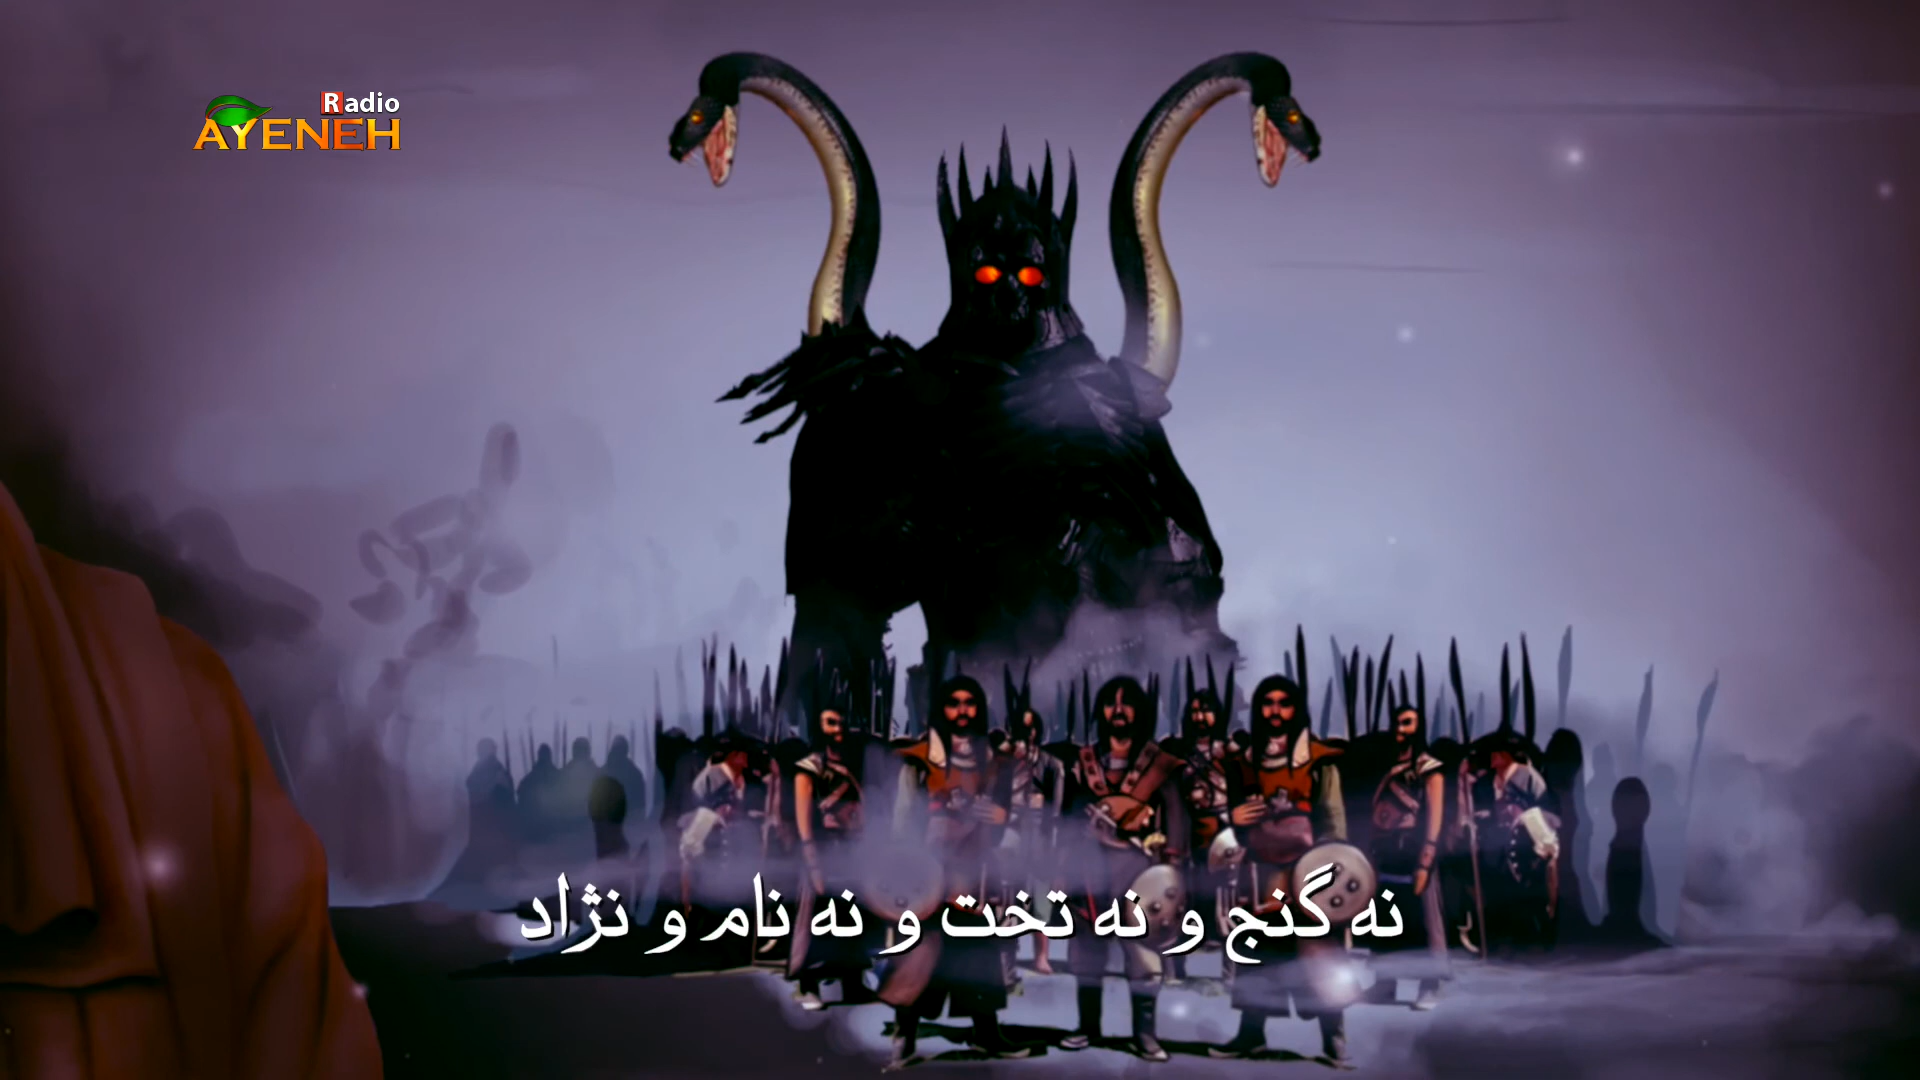 Radio
AYENEH
نه گنج و نه تخت و نه نام و نژاد